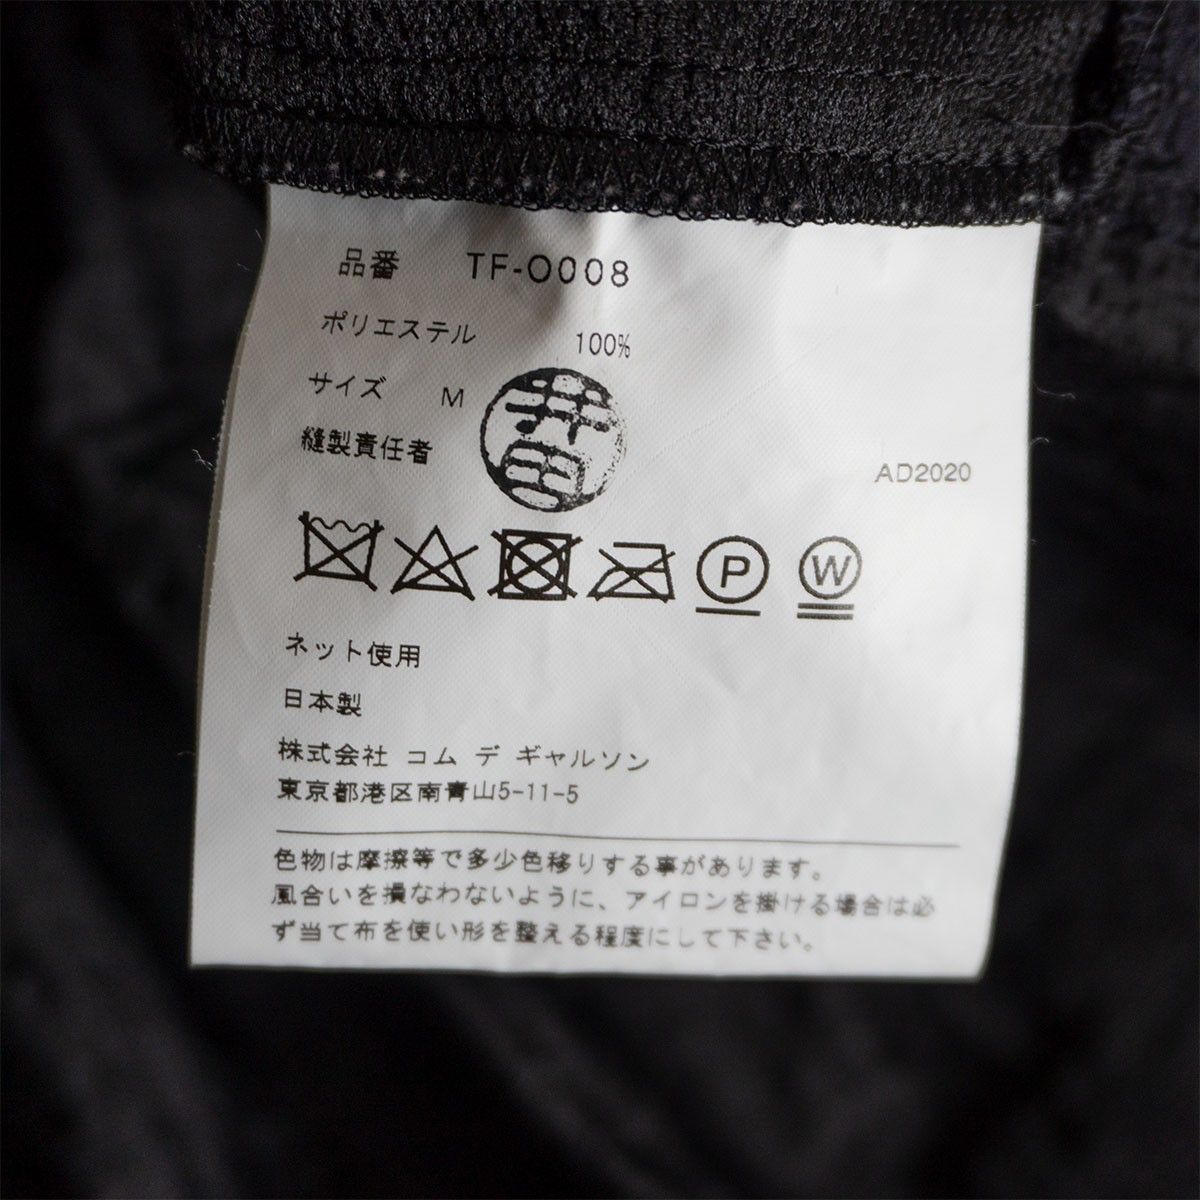 品番 TF-O008
ポリエステル 100%
サイズ M
縫製責任者 井田
AD2020
P W
ネット使用
日本製
株式会社 コム デ ギャルソン
東京都港区南青山5-11-5
色物は摩擦等で多少色移りする事があります。
風合いを損なわないように、アイロンを掛ける場合は必
ず当て布を使い形を整える程度にして下さい。